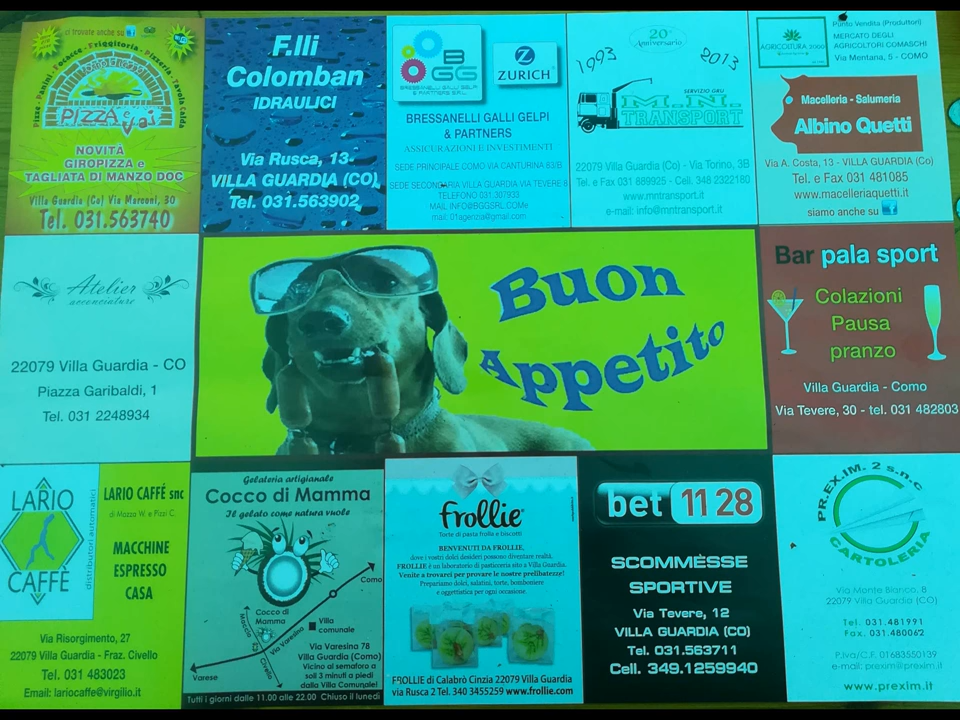 ci trovate anche su
Pizze - Panini - Focacce - Friggitoria - Pizzeria - Tavola Calda
PIZZA e Vai
NOVITÀ
GIROPIZZA e
TAGLIATA DI MANZO DOC
Villa Guardia (Co) Via Marconi, 30
Tel. 031.563740
F.lli
Colomban
IDRAULICI
Via Rusca, 13
VILLA GUARDIA (CO)
Tel. 031.563902
BGG
BRESSANELLI GALLI GELPI
& PARTNERS S.R.L.
Z
ZURICH
BRESSANELLI GALLI GELPI
& PARTNERS
ASSICURAZIONI E INVESTIMENTI
SEDE PRINCIPALE COMO VIA CANTURINA 83/B
SEDE SECONDARIA VILLA GUARDIA VIA TEVERE 8
TELEFONO 031 307933
MAIL INFO@BGGSRL.COM
mail: 01agenzia@gmail.com
20°
Anniversario
1993 2013
SERVIZIO GRU
M.N.
TRANSPORT
22079 Villa Guardia (Co) - Via Torino, 3B
Tel. e Fax 031 889925 - Cell. 348 2322180
www.mntransport.it
e-mail: info@mntransport.it
AGRICOLTURA 2000
Punto Vendita (Produttori)
MERCATO DEGLI
AGRICOLTORI COMASCHI
Via Mentana, 5 - COMO
Macelleria - Salumeria
Albino Quetti
Via A. Costa, 13 - VILLA GUARDIA (Co)
Tel. e Fax 031 481085
www.macelleriaquetti.it
siamo anche su f
Atelier
acconciature
22079 Villa Guardia - CO
Piazza Garibaldi, 1
Tel. 031 2248934
Buon
Appetito
Bar pala sport
Colazioni
Pausa
pranzo
Villa Guardia - Como
Via Tevere, 30 - tel. 031 482803
LARIO
CAFFÈ
distributori automatici
LARIO CAFFÈ snc
di Mazza W. e Pizzi C.
MACCHINE
ESPRESSO
CASA
Via Risorgimento, 27
22079 Villa Guardia - Fraz. Civello
Tel. 031 483023
Email: lariocaffe@virgilio.it
Gelateria artigianale
Cocco di Mamma
Il gelato come natura vuole
Como
Cocco di
Mamma
Villa
comunale
Maccio
Via Varesina
Civello
Varese
Via Varesina 78
Villa Guardia (Como)
Vicino al semaforo a
soli 3 minuti a piedi
dalla Villa Comunale!
Tutti i giorni dalle 11.00 alle 22.00 Chiuso il lunedì
frollie
Torte di pasta frolla e biscotti
BENVENUTI DA FROLLIE,
dove i vostri dolci desideri possono diventare realtà.
FROLLIE è un laboratorio di pasticceria sito a Villa Guardia.
Venite a trovarci per provare le nostre prelibatezze!
Prepariamo dolci, salatini, torte, bomboniere
e oggettistica per ogni occasione
FROLLIE di Calabrò Cinzia 22079 Villa Guardia
via Rusca 2 Tel. 340 3455259 www.frollie.com
bet 1128
SCOMMESSE
SPORTIVE
Via Tevere, 12
VILLA GUARDIA (CO)
Tel. 031.563711
Cell. 349.1259940
PR.EX.IM. 2 s.n.c
CARTOLERIA
Via Monte Bianco, 8
22079 Villa Guardia (CO)
Tel. 031.481991
Fax. 031.480062
P.Iva/C.F. 01683550139
e-mail: prexim@prexim.it
www.prexim.it